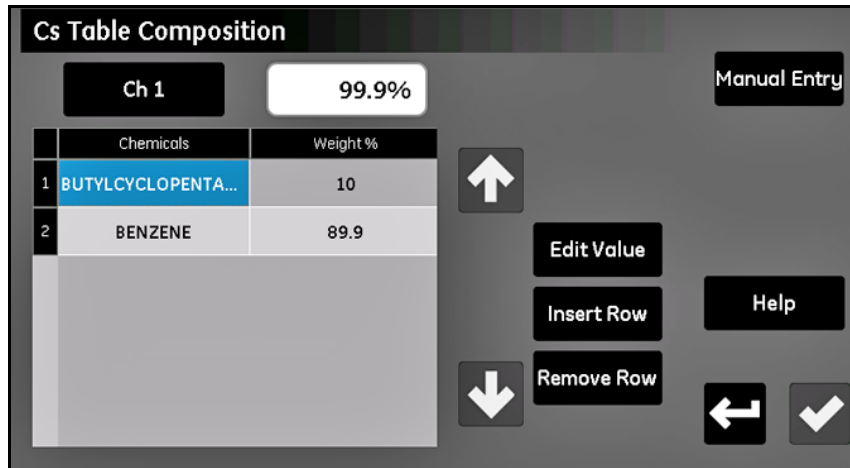 Cs Table Composition
Ch 1
99.9%
Manual Entry
Chemicals Weight %
1 BUTYLCYCLOPENTA... 10
2 BENZENE 89.9
Edit Value
Insert Row
Help
Remove Row